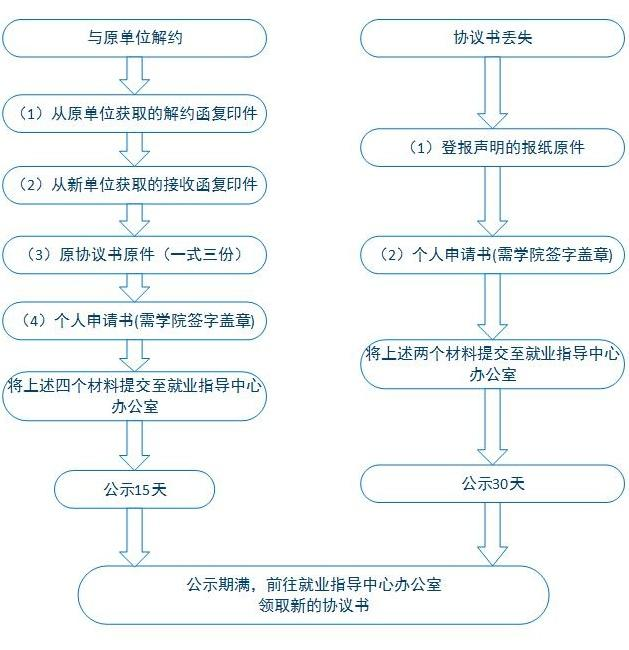 与原单位解约
（1）从原单位获取的解约函复印件
（2）从新单位获取的接收函复印件
（3）原协议书原件（一式三份）
（4）个人申请书(需学院签字盖章)
将上述四个材料提交至就业指导中心
办公室
公示15天
协议书丢失
（1）登报声明的报纸原件
（2）个人申请书(需学院签字盖章)
将上述两个材料提交至就业指导中心
办公室
公示30天
公示期满，前往就业指导中心办公室
领取新的协议书